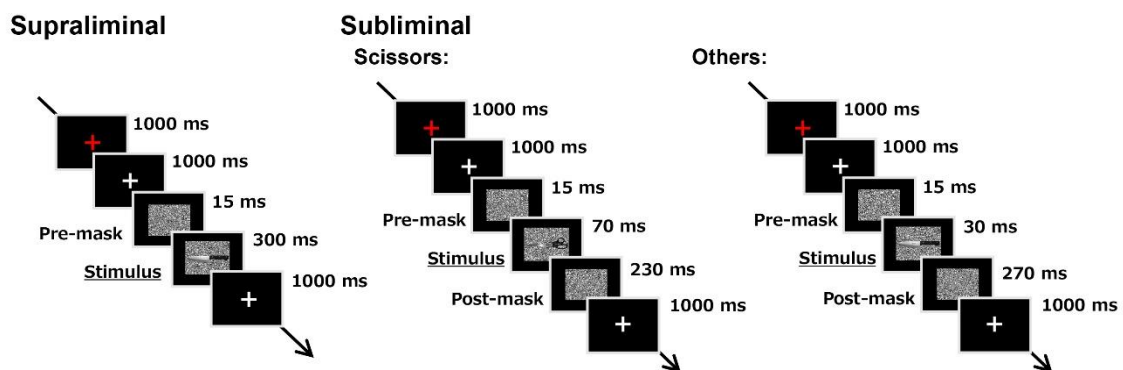 Supraliminal
1000 ms
1000 ms
15 ms
Pre-mask
300 ms
Stimulus
1000 ms
Subliminal
Scissors:
1000 ms
1000 ms
15 ms
Pre-mask
70 ms
Stimulus
230 ms
Post-mask
1000 ms
Others:
1000 ms
1000 ms
15 ms
Pre-mask
30 ms
Stimulus
270 ms
Post-mask
1000 ms